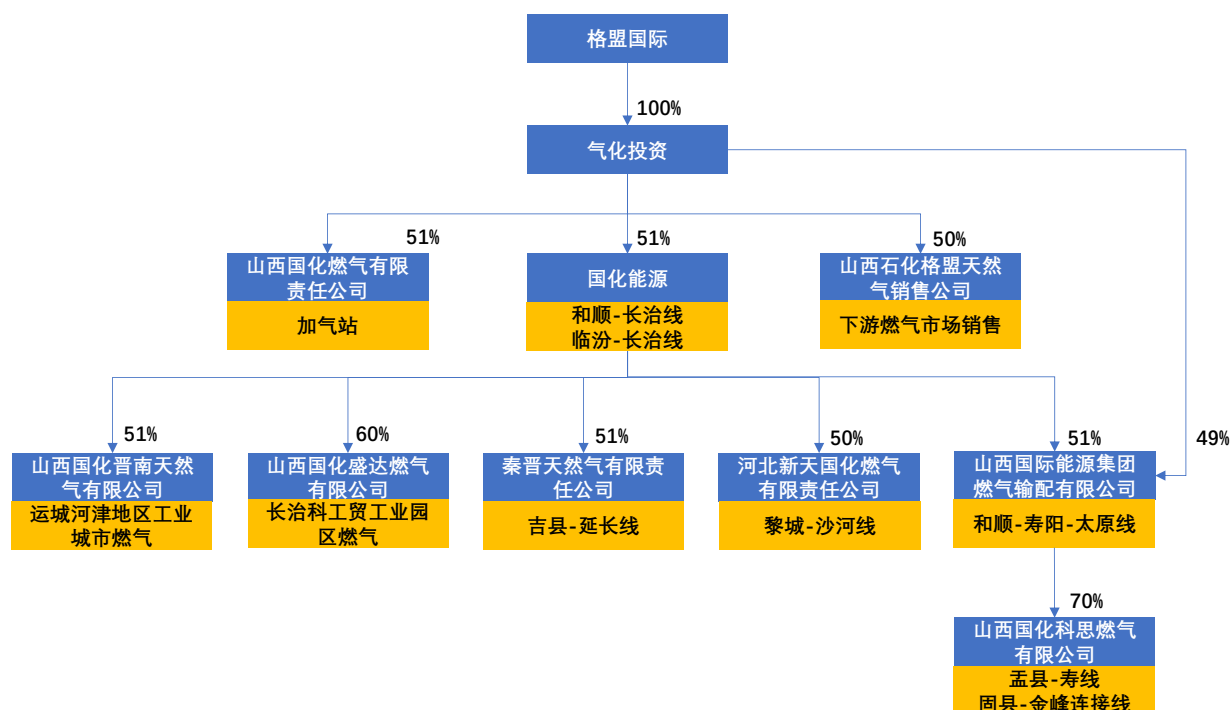 格盟国际
100%
气化投资
51%
51%
50%
山西国化燃气有限
责任公司
加气站
国化能源
和顺-长治线
临汾-长治线
山西石化格盟天然
气销售公司
下游燃气市场销售
51%
60%
51%
50%
51%
49%
山西国化晋南天然
气有限公司
运城河津地区工业
城市燃气
山西国化盛达燃气
有限公司
长治科工贸工业园
区燃气
秦晋天然气有限责
任公司
吉县-延长线
河北新天国化燃气
有限责任公司
黎城-沙河线
山西国际能源集团
燃气输配有限公司
和顺-寿阳-太原线
70%
山西国化科思燃气
有限公司
盂县-寿线
固县-金峰连接线